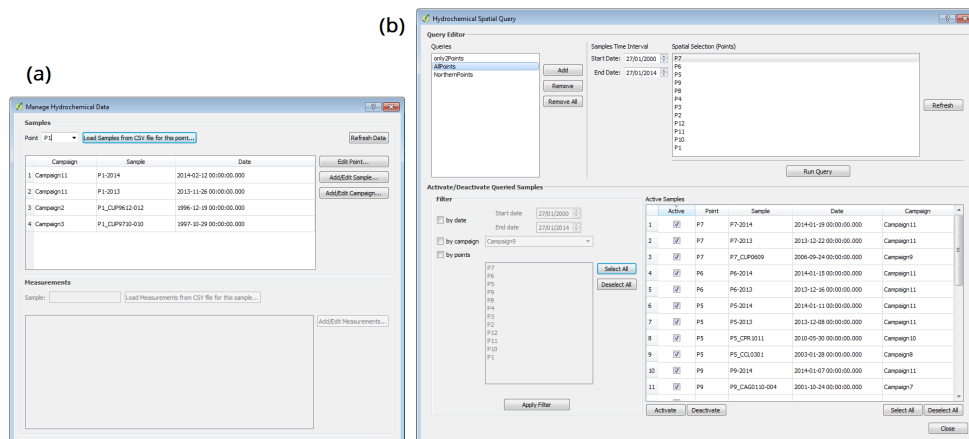 (a)
Manage Hydrochemical Data
Samples
Point P1 Load Samples from CSV file for this point... Refresh Data
Campaign Sample Date
1 Campaign11 P1-2014 2014-02-12 00:00:00.000
2 Campaign11 P1-2013 2013-11-26 00:00:00.000
3 Campaign2 P1_CUP9612-012 1996-12-19 00:00:00.000
4 Campaign3 P1_CUP9710-010 1997-10-29 00:00:00.000
Edit Point...
Add/Edit Sample...
Add/Edit Campaign...
Measurements
Sample: Load Measurements from CSV file for this sample...
Add/Edit Measurements...
(b)
Hydrochemical Spatial Query
Query Editor
Queries
only2Points
AllPoints
NorthernPoints
Add
Remove
Remove All
Samples Time Interval
Start Date: 27/01/2000
End Date: 27/01/2014
Spatial Selection (Points)
P7
P6
P5
P9
P8
P4
P3
P2
P12
P11
P10
P1
Refresh
Run Query
Activate/Deactivate Queried Samples
Filter
by date
Start date 27/01/2000
End date 27/01/2014
by campaign Campaign9
by points
P7
P6
P5
P9
P8
P4
P3
P2
P12
P11
P10
P1
Select All
Deselect All
Apply Filter
Active Samples
Active Point Sample Date Campaign
1 P7 P7-2014 2014-01-19 00:00:00.000 Campaign11
2 P7 P7-2013 2013-12-22 00:00:00.000 Campaign11
3 P7 P7_CUP0609 2006-09-24 00:00:00.000 Campaign9
4 P6 P6-2014 2014-01-15 00:00:00.000 Campaign11
5 P6 P6-2013 2013-12-16 00:00:00.000 Campaign11
6 P5 P5-2014 2014-01-11 00:00:00.000 Campaign11
7 P5 P5-2013 2013-12-08 00:00:00.000 Campaign11
8 P5 P5_CPR1011 2010-05-30 00:00:00.000 Campaign10
9 P5 P5_CCL0301 2003-01-28 00:00:00.000 Campaign8
10 P9 P9-2014 2014-01-07 00:00:00.000 Campaign11
11 P9 P9_CAG0110-004 2001-10-24 00:00:00.000 Campaign7
Activate Deactivate Select All Deselect All
Close